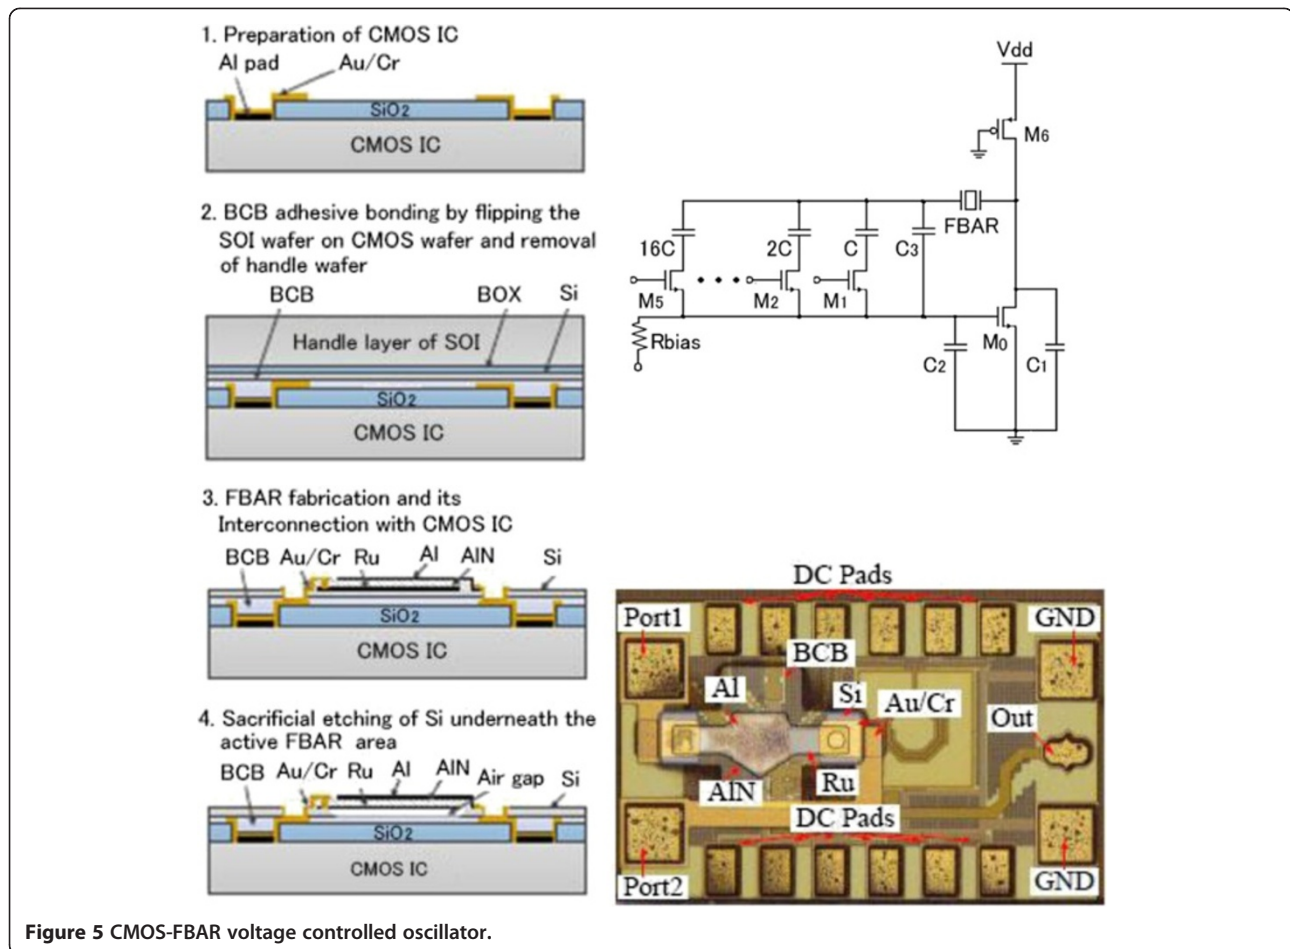 1. Preparation of CMOS IC
Al pad
Au/Cr
SiO2
CMOS IC
2. BCB adhesive bonding by flipping the
SOI wafer on CMOS wafer and removal
of handle wafer
BCB
BOX
Si
Handle layer of SOI
SiO2
CMOS IC
3. FBAR fabrication and its
Interconnection with CMOS IC
BCB Au/Cr Ru Al AlN Si
SiO2
CMOS IC
4. Sacrificial etching of Si underneath the
active FBAR area
BCB Au/Cr Ru Al AlN Air gap Si
SiO2
CMOS IC
Vdd
M6
FBAR
16C
2C
C
C3
M5
M2
M1
M0
Rbias
C2
C1
DC Pads
Port1
GND
BCB
Al
Si
Au/Cr
Out
AlN
Ru
DC Pads
Port2
GND
Figure 5 CMOS-FBAR voltage controlled oscillator.